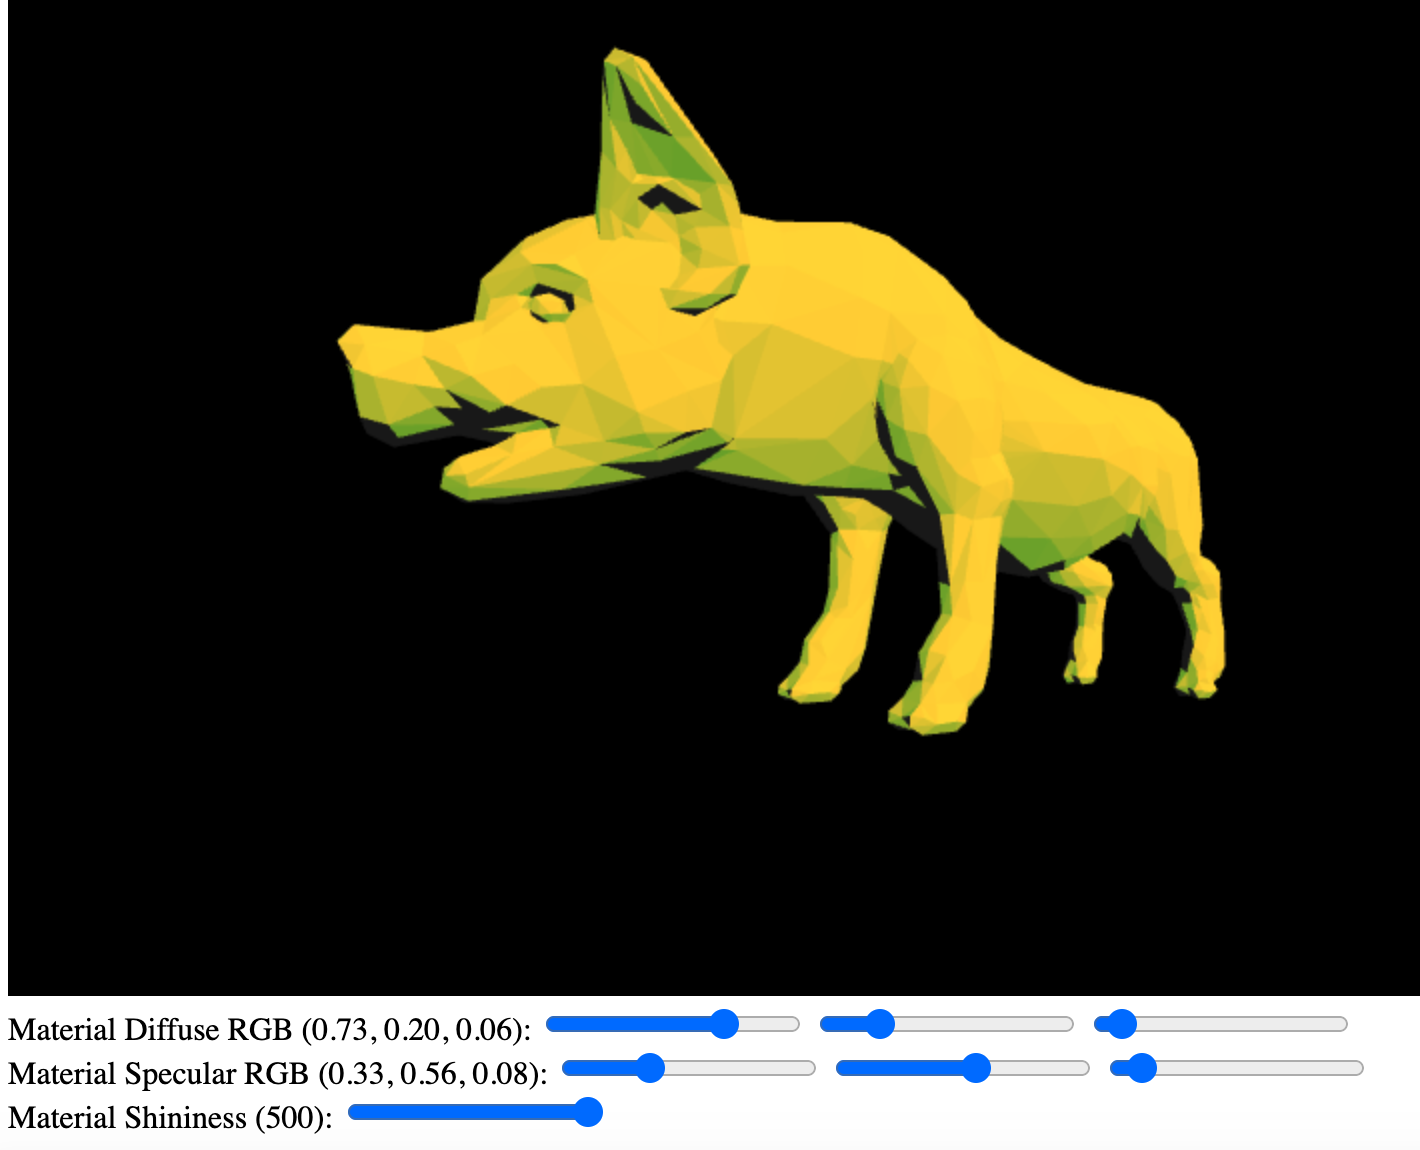 Material Diffuse RGB (0.73, 0.20, 0.06):
Material Specular RGB (0.33, 0.56, 0.08):
Material Shininess (500):